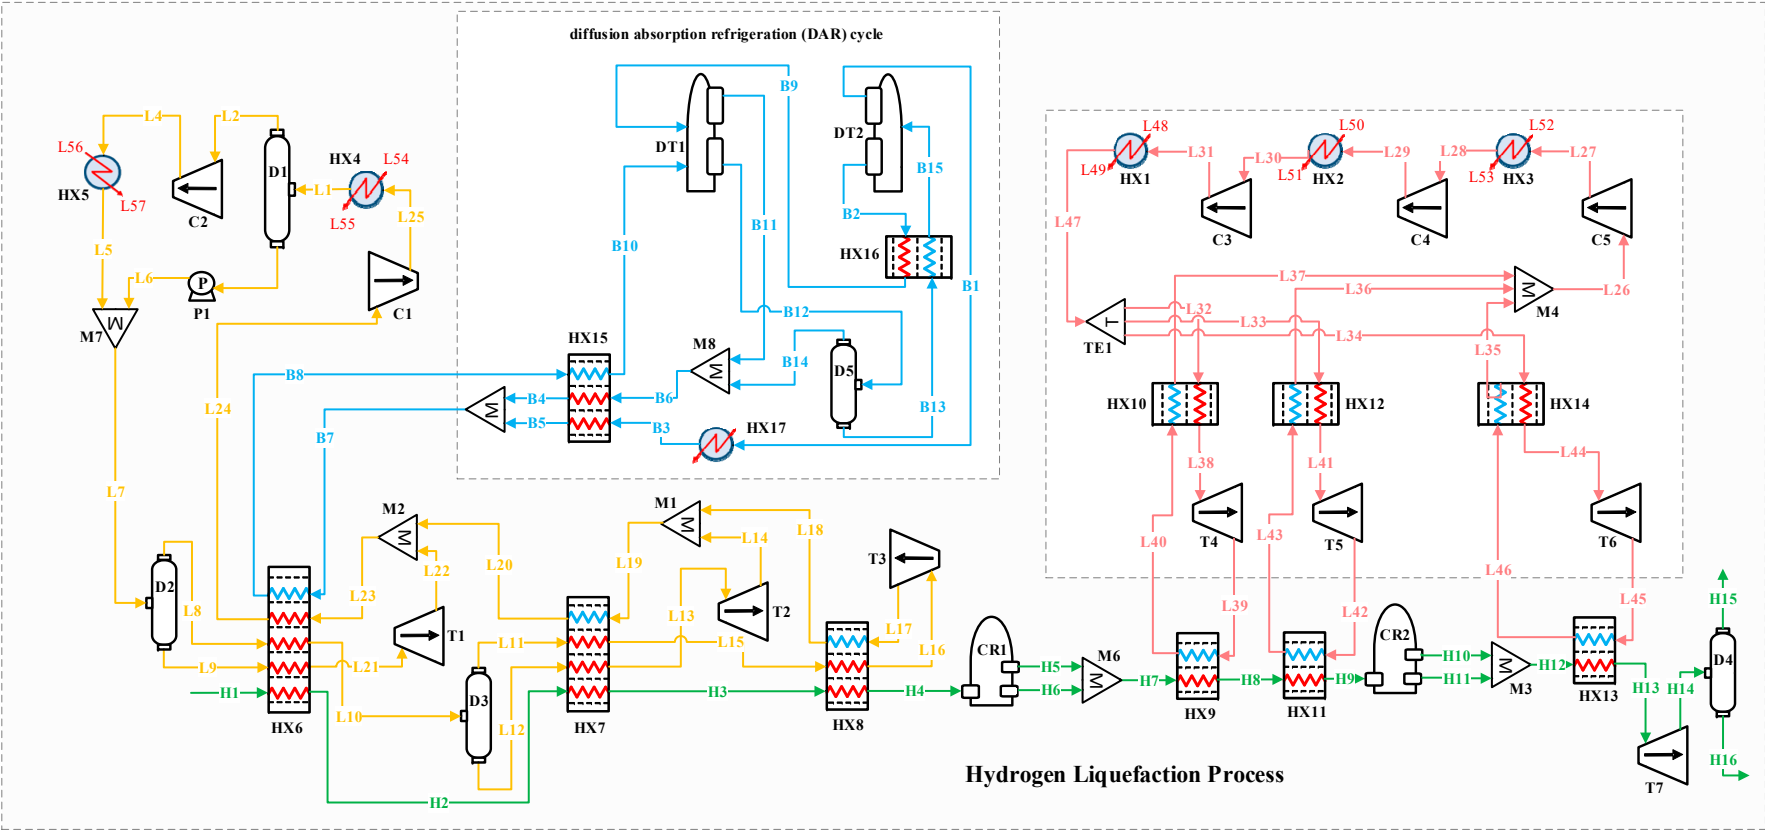 diffusion absorption refrigeration (DAR) cycle
B9
DT1
DT2
B15
B2
B10
B11
HX16
B1
B12
HX15
M8
B14
D5
B8
B4
B6
B5
B3
HX17
B13
B7
L4
L2
L56
HX5
L57
D1
HX4
L54
L1
L55
L25
C2
L5
L6
P
P1
C1
M
M7
L24
L7
M
M
L48
L50
L52
L31
L30
L29
L28
L27
L49
HX1
L51
HX2
L53
HX3
L47
C3
C4
C5
L37
L36
M
M4
L26
L32
L33
L34
T
TE1
L35
HX10
HX12
HX14
L38
L41
L44
L40
T4
L43
T5
T6
L46
L39
L42
L45
M2
M
M1
M
L18
L14
L20
L19
L22
L23
T3
D2
L8
L9
L21
T1
L13
T2
L11
L15
L17
L16
H1
L10
HX6
D3
L12
HX7
H3
HX8
H4
H2
CR1
H5
H6
M6
M
H7
HX9
H8
HX11
H9
CR2
H10
H11
M
M3
H12
HX13
H13
H14
H15
D4
H16
T7
Hydrogen Liquefaction Process